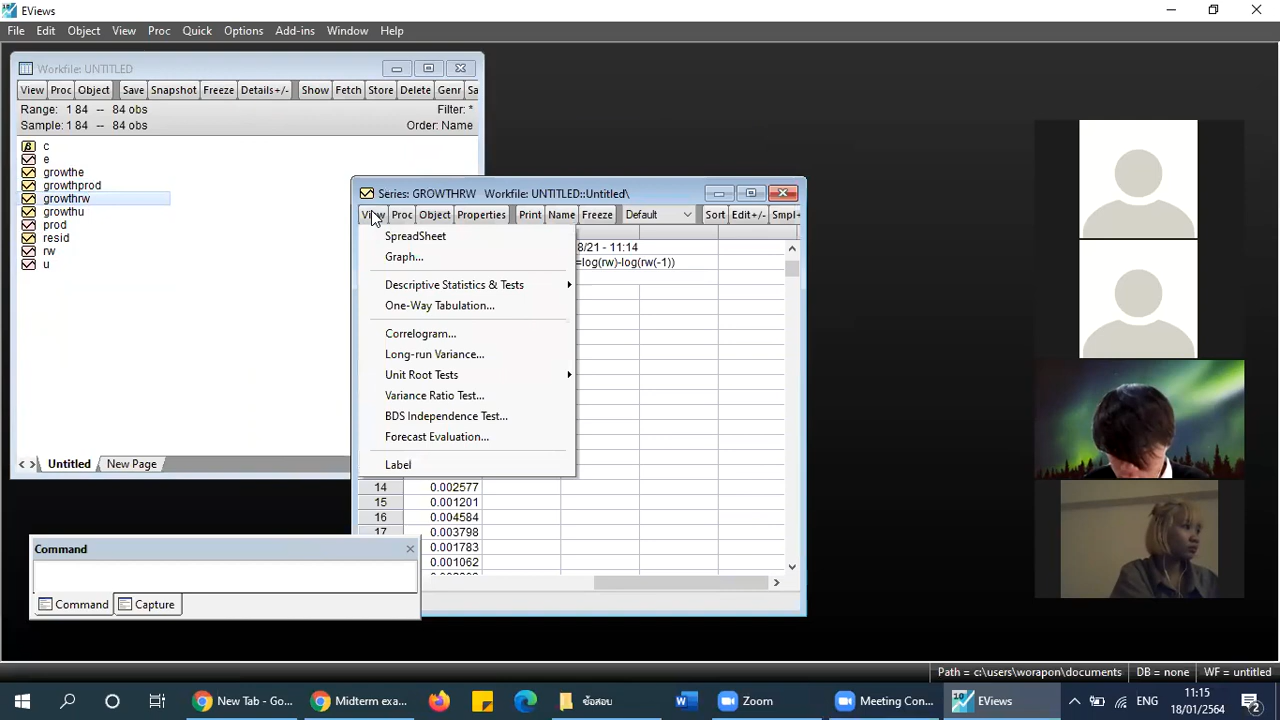 EViews
File Edit Object View Proc Quick Options Add-ins Window Help
Workfile: UNTITLED
View Proc Object Save Snapshot Freeze Details+/- Show Fetch Store Delete Genr Sa
Range: 1 84 -- 84 obs Filter: *
Sample: 1 84 -- 84 obs Order: Name
c
e
growthe
growthprod
growthrw
growthu
prod
resid
rw
u
Untitled New Page
Series: GROWTHRW Workfile: UNTITLED::Untitled\
View Proc Object Properties Print Name Freeze Default Sort Edit+/- Smpl+
8/21 - 11:14
=log(rw)-log(rw(-1))
SpreadSheet
Graph...
Descriptive Statistics & Tests
One-Way Tabulation...
Correlogram...
Long-run Variance...
Unit Root Tests
Variance Ratio Test...
BDS Independence Test...
Forecast Evaluation...
Label
14 0.002577
15 0.001201
16 0.004584
17 0.003798
0.001783
0.001062
Command
Command Capture
Path = c:\users\worapon\documents DB = none WF = untitled
New Tab - Go... Midterm exa... ข้อสอบ Zoom Meeting Con... EViews ENG 11:15
18/01/2564 2